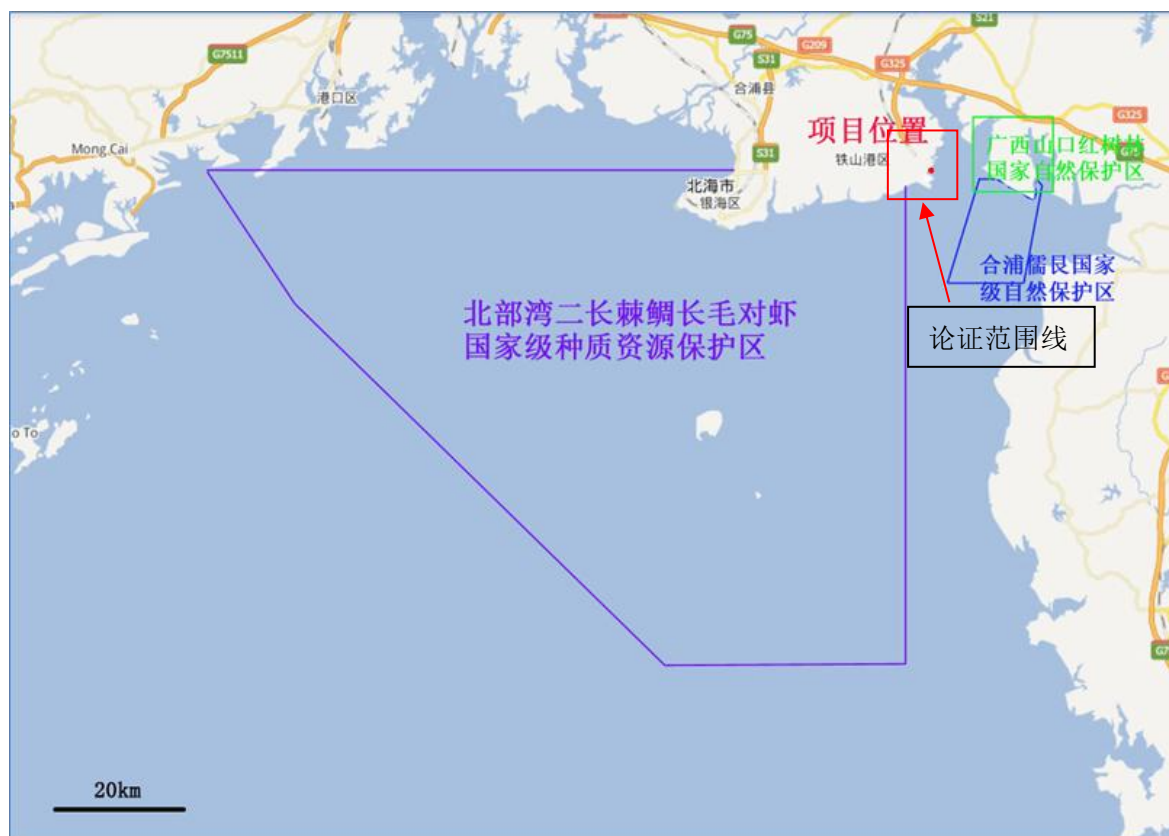 G7511
G75
G209
S21
S31
G325
合浦县
港口区
项目位置
G325
Mong Cai
S31
铁山港区
广西山口红树林
国家自然保护区
G75
北海市
银海区
合浦儒艮国家
级自然保护区
北部湾二长棘鲷长毛对虾
国家级种质资源保护区
论证范围线
o To
20km